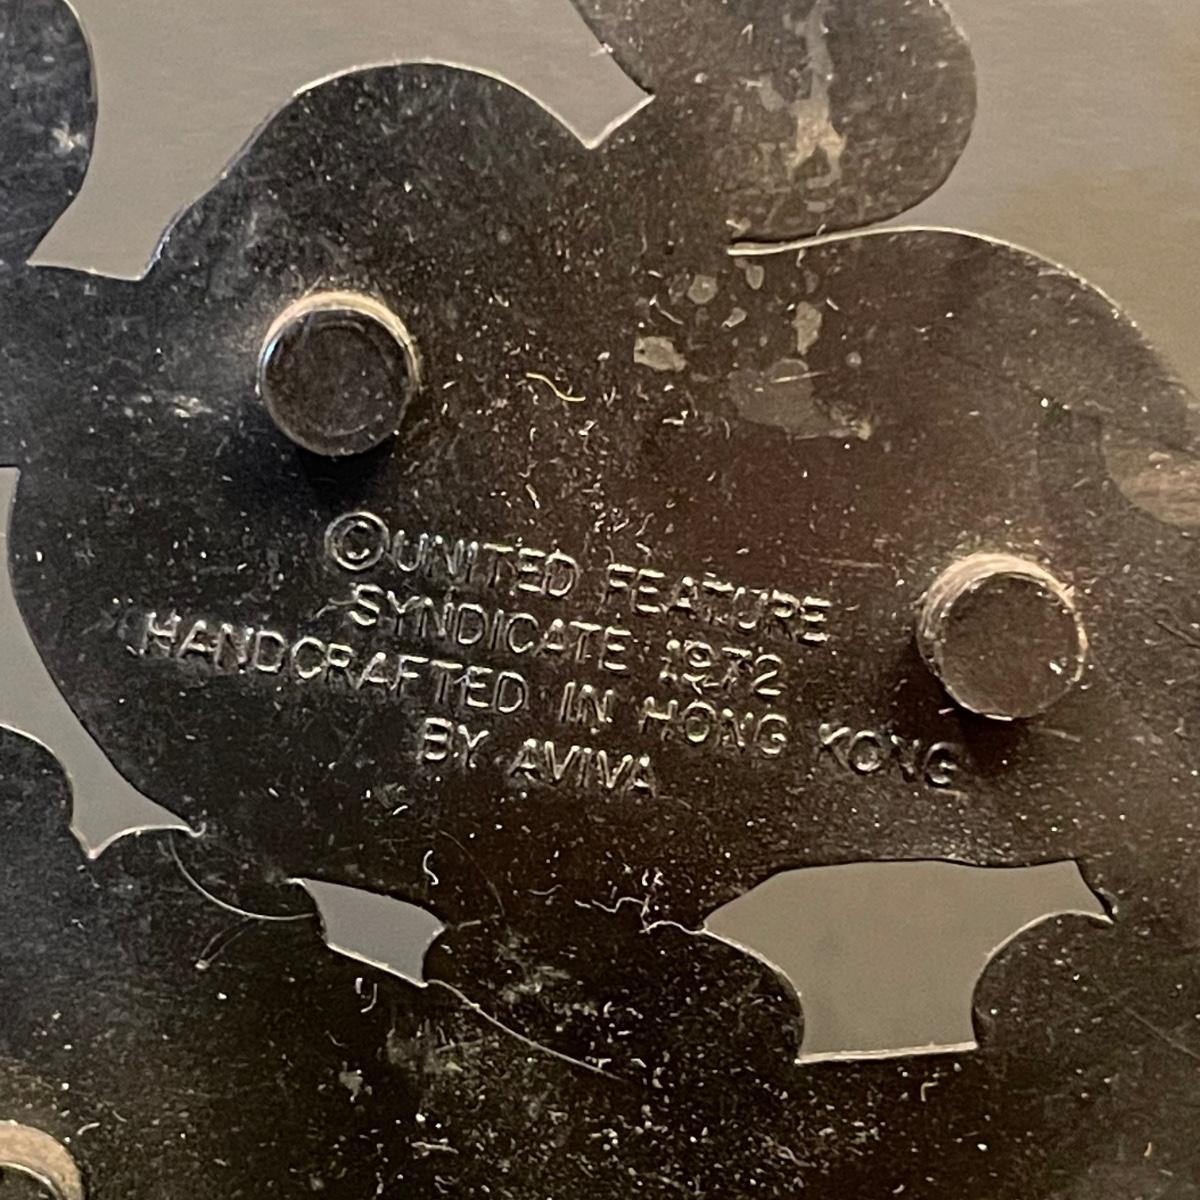 ©UNITED FEATURE
SYNDICATE 1972
HANDCRAFTED IN HONG KONG
BY AVIVA